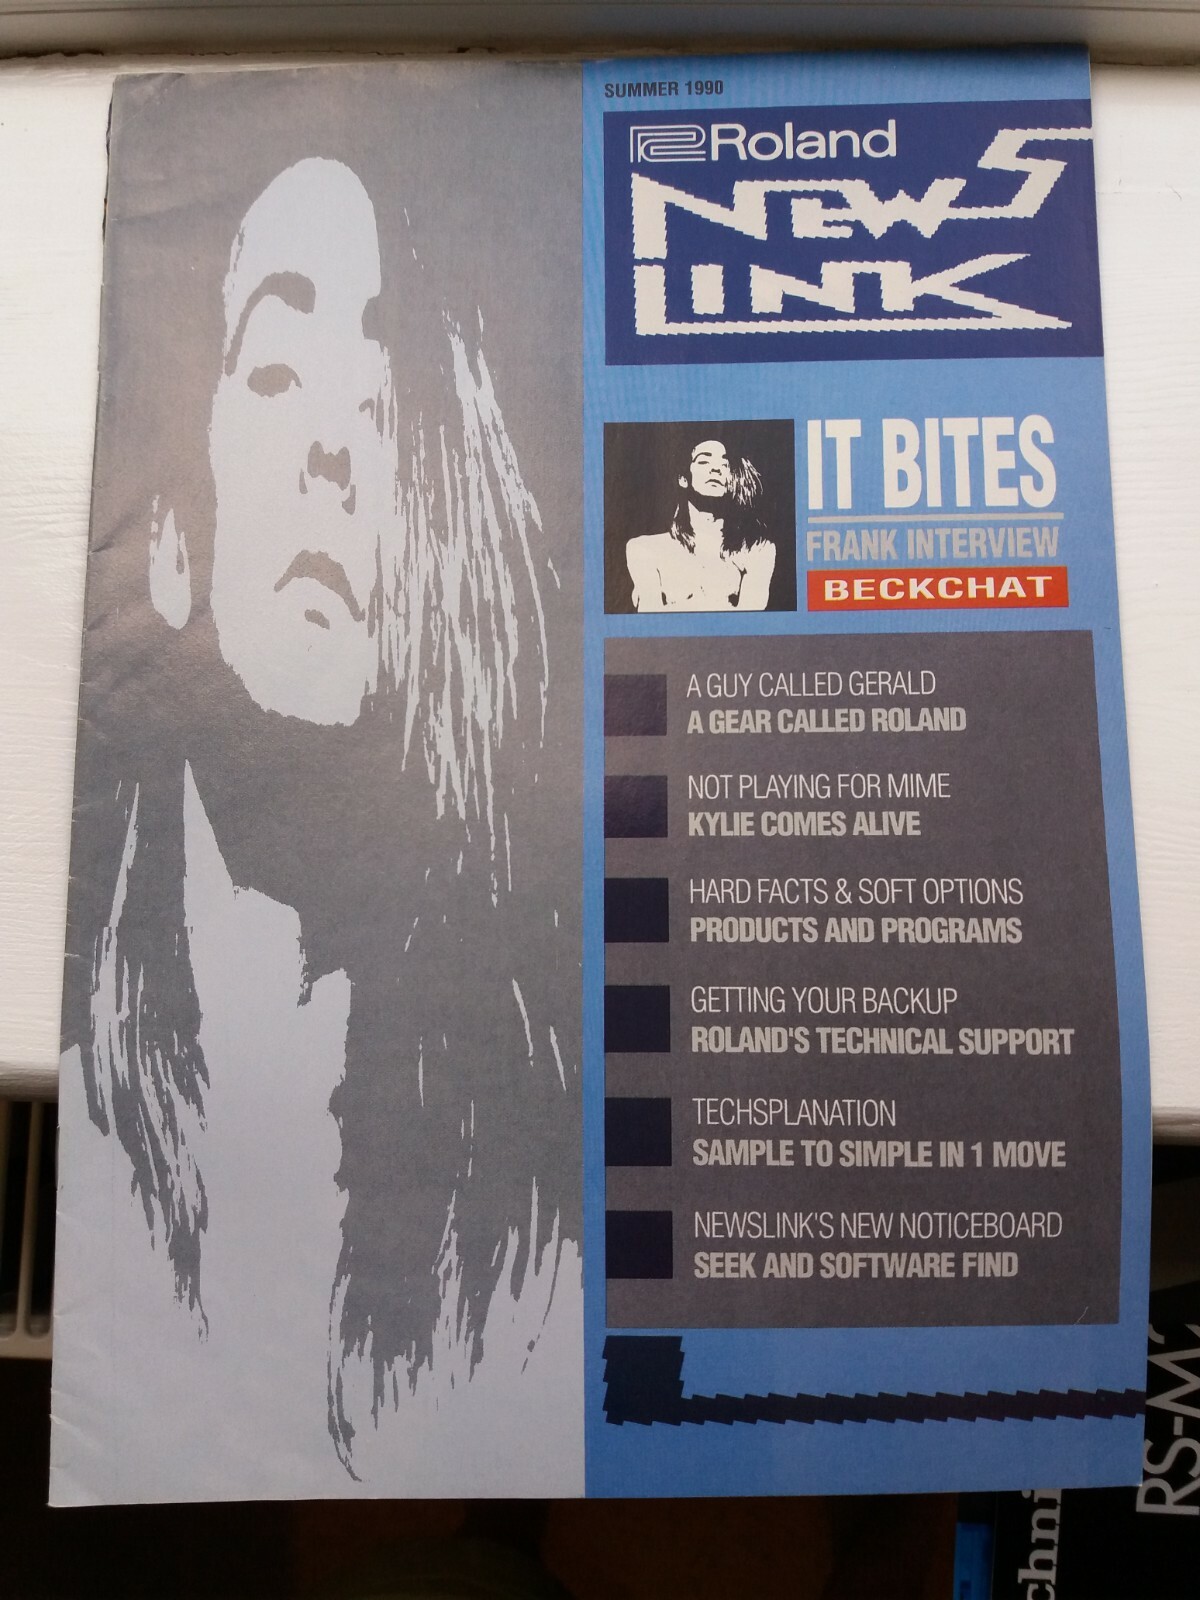 SUMMER 1990
Roland
NEWS
LINK
IT BITES
FRANK INTERVIEW
BECKCHAT
A GUY CALLED GERALD
A GEAR CALLED ROLAND
NOT PLAYING FOR MIME
KYLIE COMES ALIVE
HARD FACTS & SOFT OPTIONS
PRODUCTS AND PROGRAMS
GETTING YOUR BACKUP
ROLAND'S TECHNICAL SUPPORT
TECHSPLANATION
SAMPLE TO SIMPLE IN 1 MOVE
NEWSLINK'S NEW NOTICEBOARD
SEEK AND SOFTWARE FIND